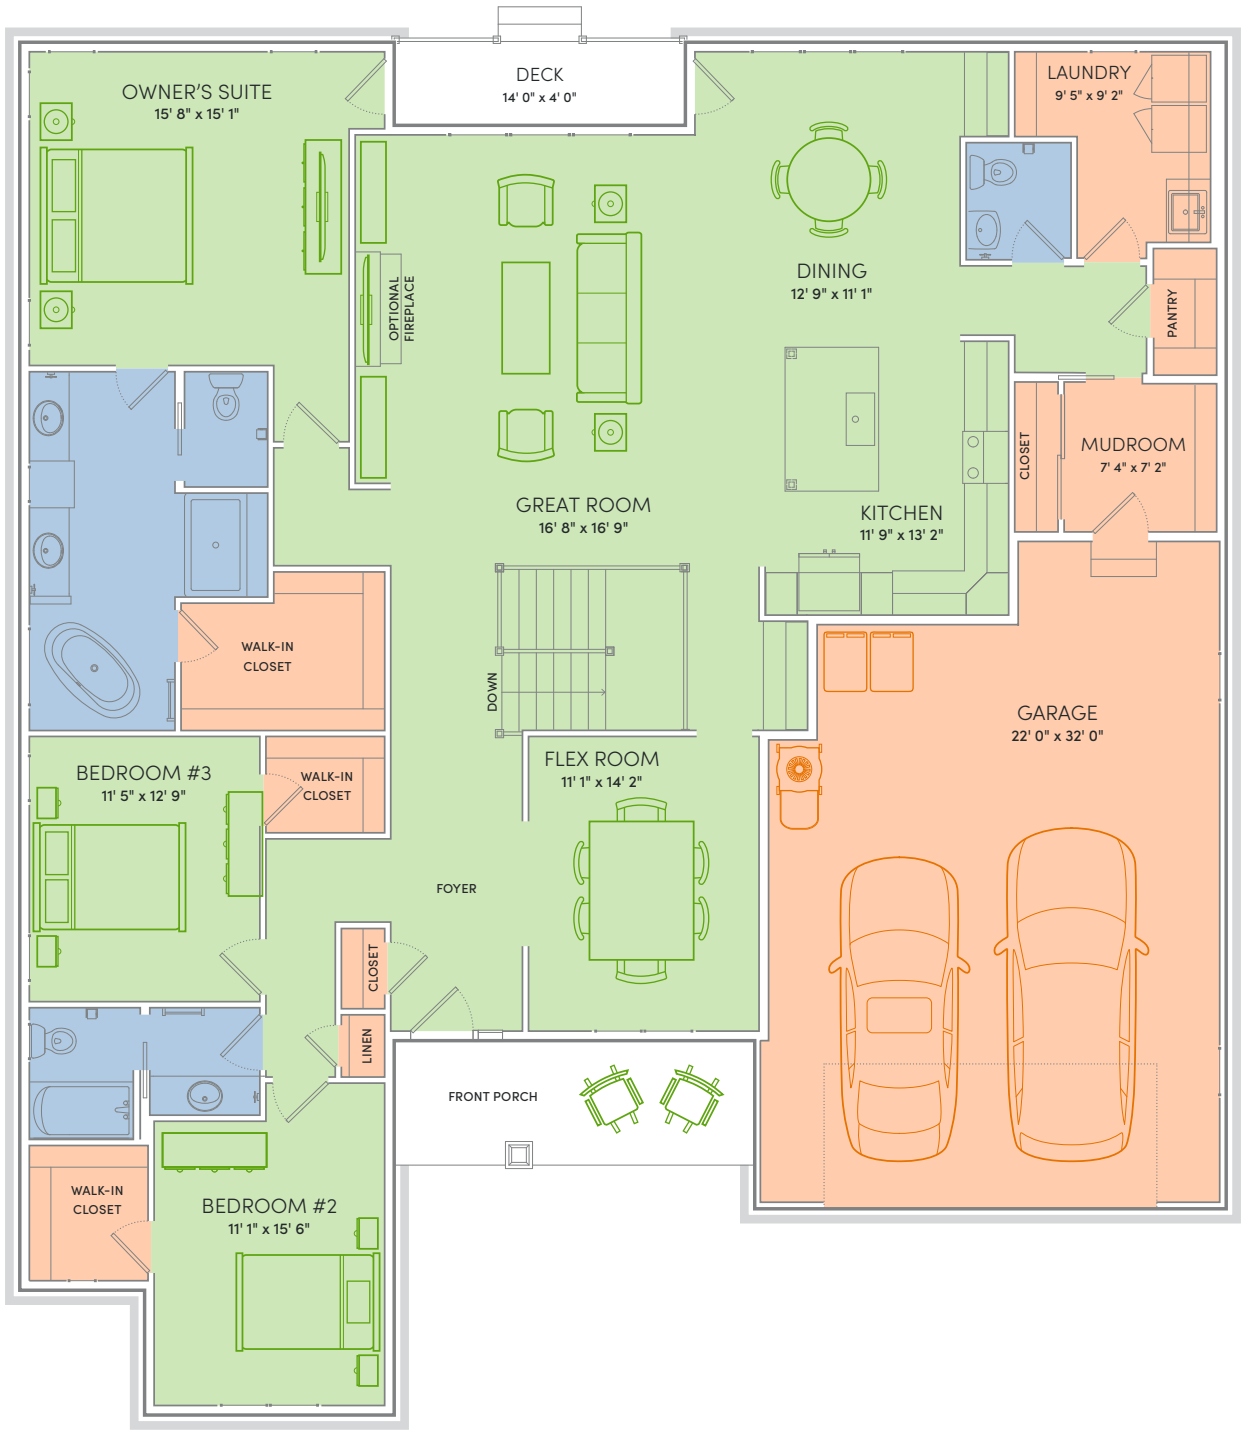 DECK
14' 0" x 4' 0"
OWNER'S SUITE
15' 8" x 15' 1"
LAUNDRY
9' 5" x 9' 2"
DINING
12' 9" x 11' 1"
OPTIONAL
FIREPLACE
PANTRY
CLOSET
MUDROOM
7' 4" x 7' 2"
GREAT ROOM
16' 8" x 16' 9"
KITCHEN
11' 9" x 13' 2"
WALK-IN
CLOSET
DOWN
GARAGE
22' 0" x 32' 0"
BEDROOM #3
11' 5" x 12' 9"
WALK-IN
CLOSET
FLEX ROOM
11' 1" x 14' 2"
FOYER
CLOSET
LINEN
FRONT PORCH
WALK-IN
CLOSET
BEDROOM #2
11' 1" x 15' 6"